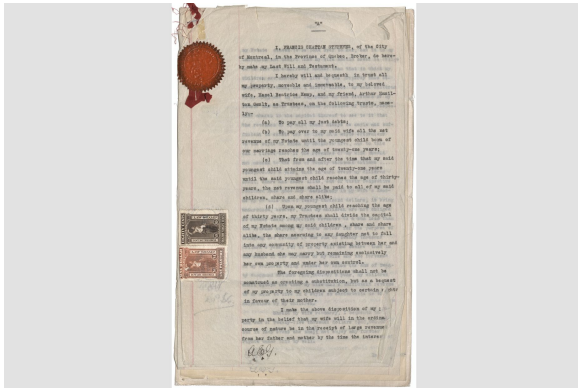 "A"
I, FRANCIS CHATTAN STEPHENS, of the City
of Montreal, in the Province of Quebec, Broker, do here-
by make my Last Will and Testament.
I hereby will and bequeath in trust all
my property, moveable and immoveable, to my beloved
wife, Hazel Beatrice Kemp, and my friend, Arthur Hamil-
ton as Trustees, on the following trusts, name-
ly:
(a) To pay all my just debts;
(b) To pay over to my said wife all the net
revenue of my Estate until the youngest child born of
our marriage reaches the age of twenty-one years;
(c) That from and after the time that my said
youngest child attains the age of twenty-one years
until the said youngest child reaches the age of thirty-
years, the net revenue shall be paid to all of my said
children, share and share alike.
(d) Upon my youngest child reaching the age
of thirty years, my Trustees shall divide the capital
of my Estate among my said children , share and share
alike, the share accruing to any daughter not to fall
into any community of property existing between her and
any husband she may marry but remaining exclusively
her own property and under her own control.
The foregoing dispositions shall not be
construed as creating a substitution, but as a bequest
of my property to my children subject to certain
in favour of their mother.
I make the above disposition of my
perty in the belief that my wife will in the ordina
course of nature be in the receipt of large revenue
from her father and mother by the time the interes